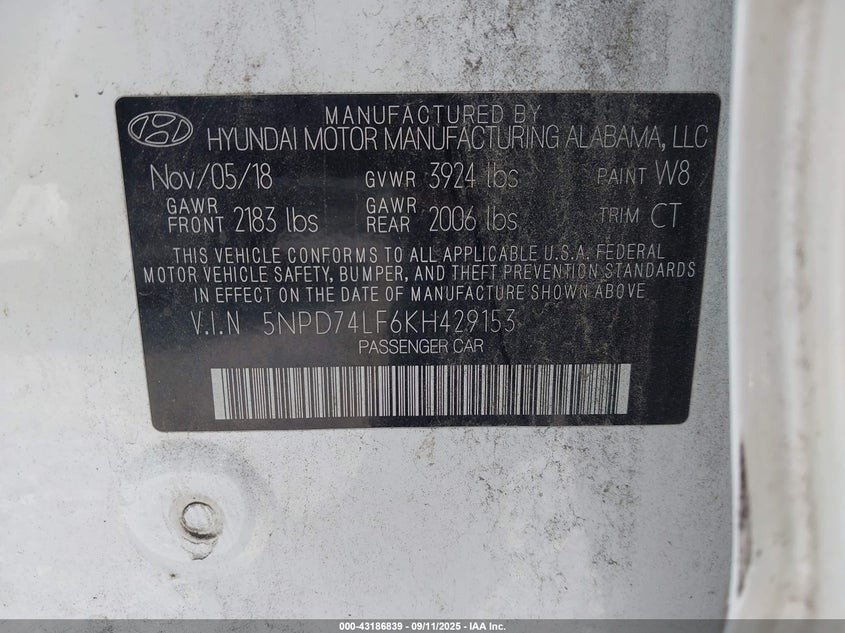 MANUFACTURED BY
HYUNDAI MOTOR MANUFACTURING ALABAMA, LLC
Nov/05/18 GVWR 3924 lbs PAINT W8
GAWR FRONT 2183 lbs GAWR REAR 2006 lbs TRIM CT
THIS VEHICLE CONFORMS TO ALL APPLICABLE U.S.A. FEDERAL
MOTOR VEHICLE SAFETY, BUMPER, AND THEFT PREVENTION STANDARDS
IN EFFECT ON THE DATE OF MANUFACTURE SHOWN ABOVE
V.I.N 5NPD74LF6KH429153
PASSENGER CAR
000-43186839 - 09/11/2025 - IAA Inc.